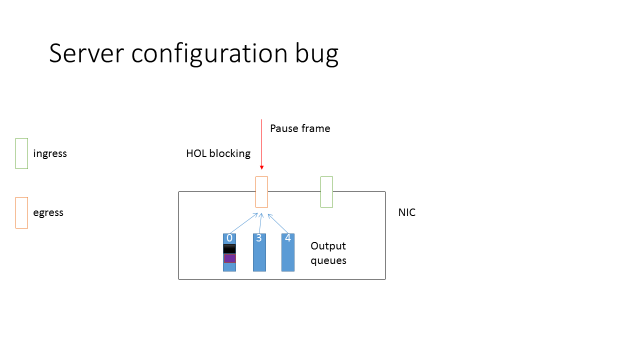 Server configuration bug
Pause frame
ingress
HOL blocking
egress
NIC
0
3
4
Output
queues